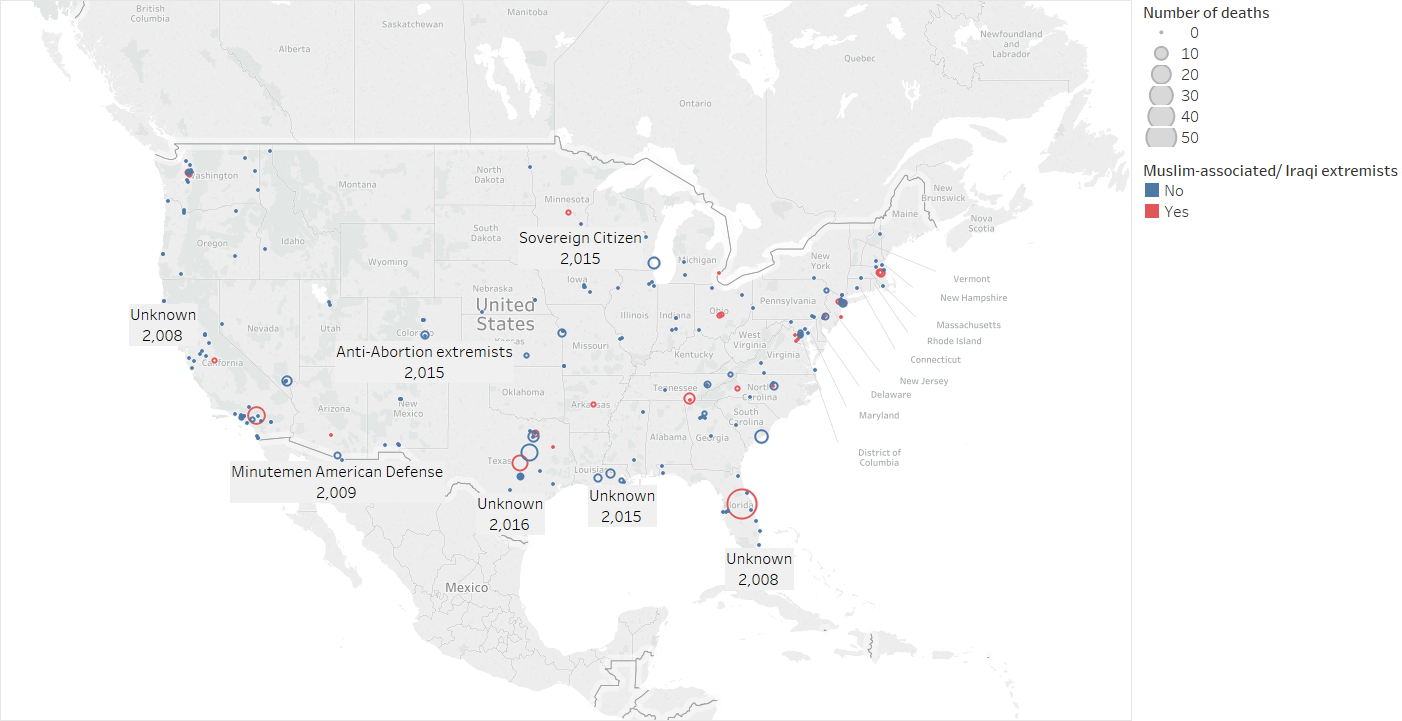 British
Columbia
Manitoba
Saskatchewan
Alberta
Newfoundland
and
Labrador
Quebec
Ontario
Washington
Montana
North
Dakota
Minnesota
New
Brunswick
Maine
Nova
Scotia
Oregon
Idaho
South
Dakota
Sovereign Citizen
2,015
Michigan
New
York
Wyoming
Vermont
New Hampshire
Iowa
Nebraska
United
States
Unknown
2,008
Nevada
Utah
Colorado
Kansas
Illinois
Indiana
Ohio
Pennsylvania
Massachusetts
Rhode Island
Connecticut
New Jersey
Delaware
Maryland
District of
Columbia
Missouri
West
Virginia
Virginia
Kentucky
California
Anti-Abortion extremists
2,015
Arizona
New
Mexico
Oklahoma
Arkansas
Tennessee
North
Carolina
South
Carolina
Alabama
Georgia
Texas
Louisiana
Minutemen American Defense
2,009
Unknown
2,016
Unknown
2,015
Florida
Unknown
2,008
Mexico
Number of deaths
0
10
20
30
40
50
Muslim-associated/ Iraqi extremists
No
Yes